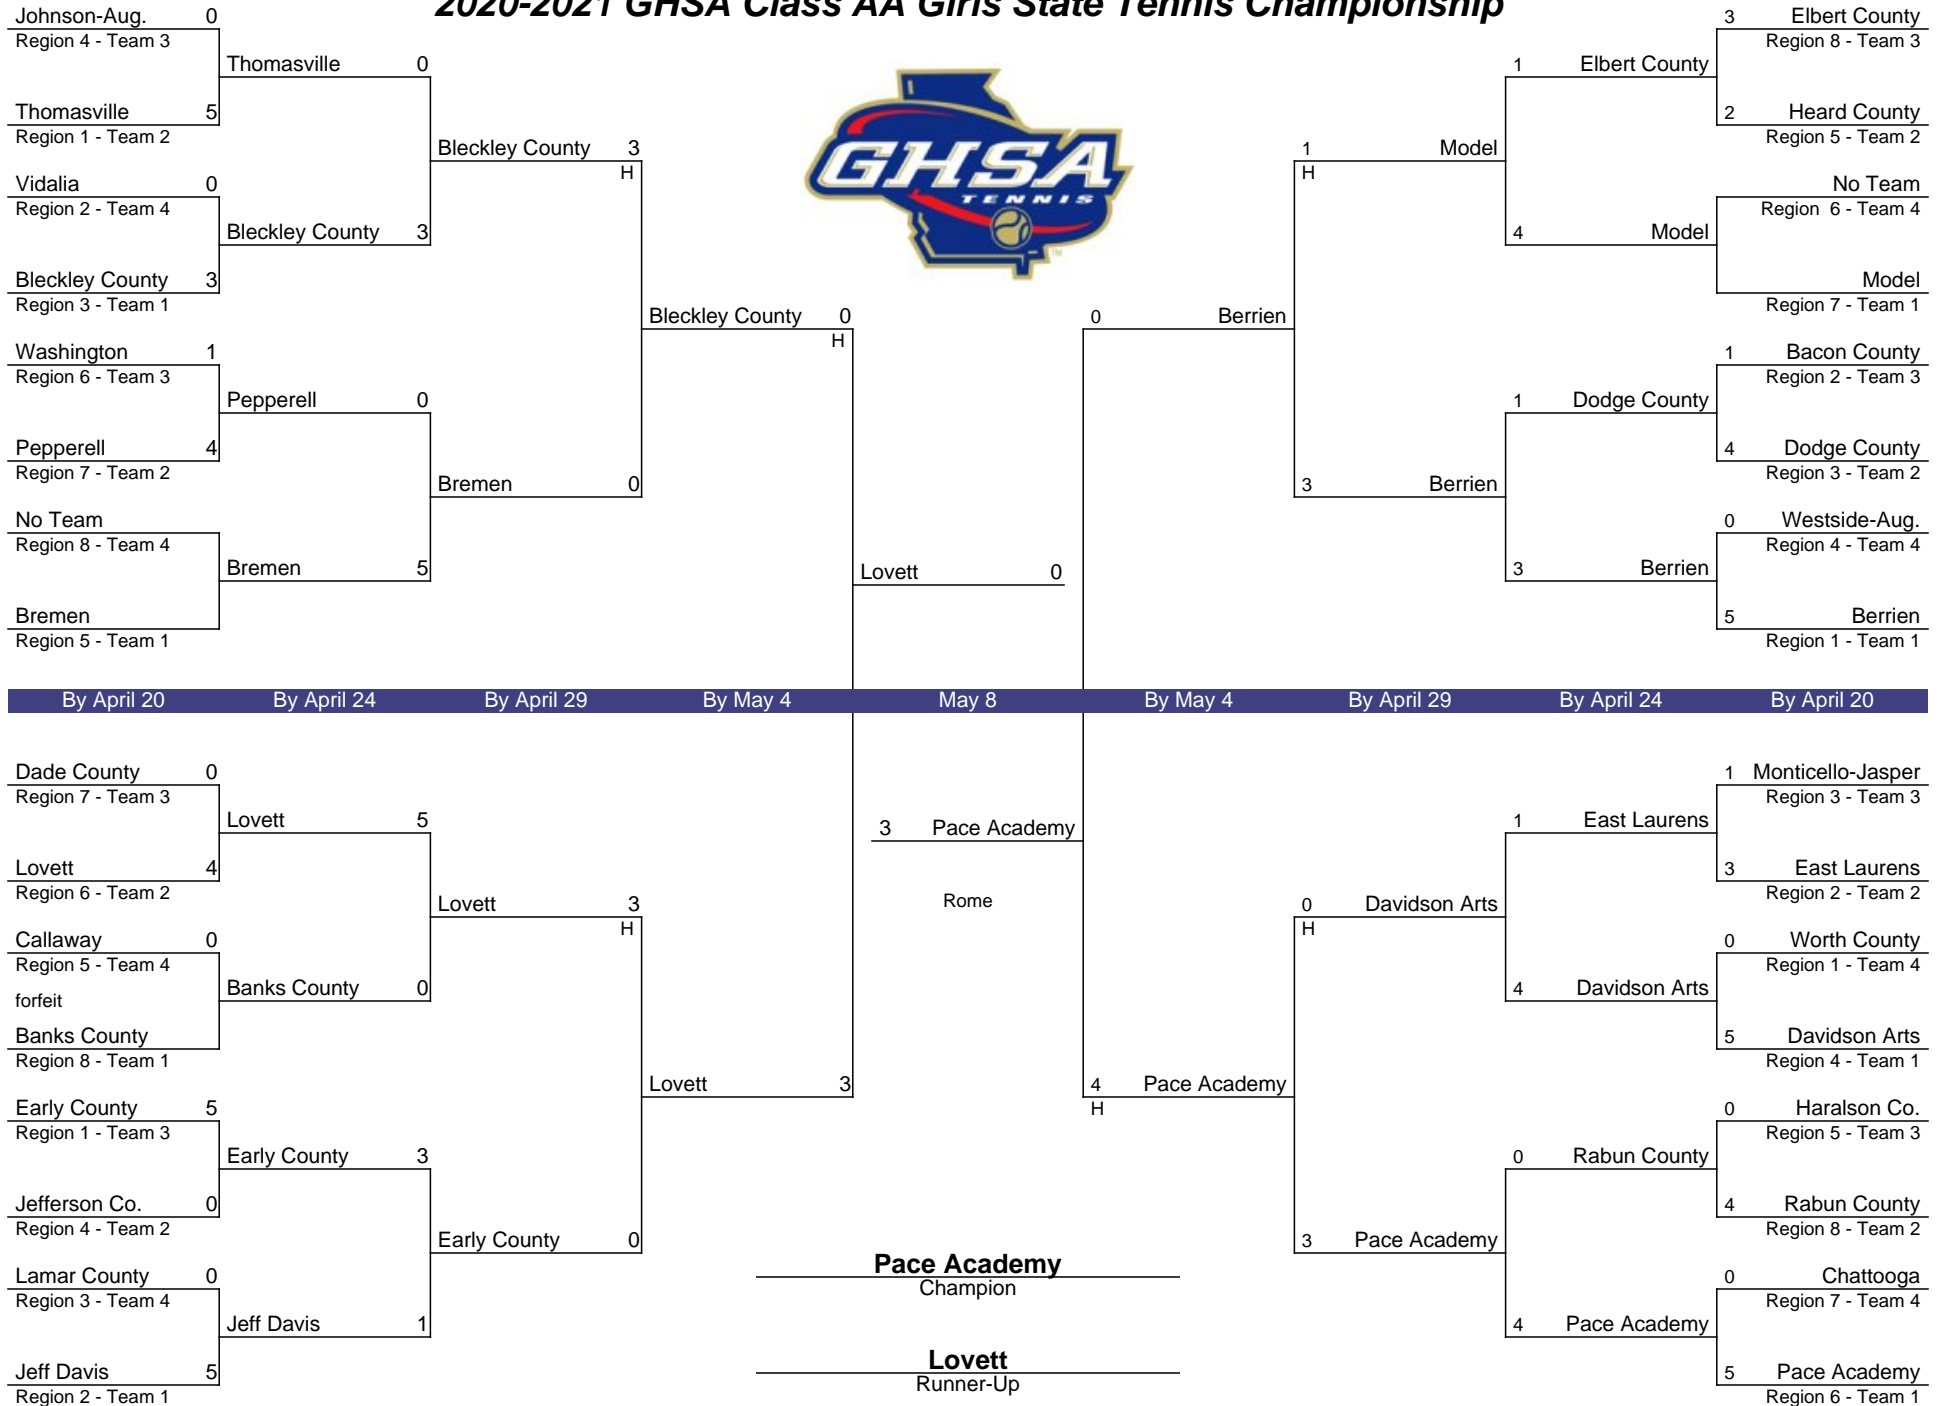 2020-2021 GHSA Class AA Girls State Tennis Championship
GHSA
TENNIS
TM
Johnson-Aug. 0
Region 4 - Team 3
Thomasville 5
Region 1 - Team 2
Vidalia 0
Region 2 - Team 4
Bleckley County 3
Region 3 - Team 1
Washington 1
Region 6 - Team 3
Pepperell 4
Region 7 - Team 2
No Team
Region 8 - Team 4
Bremen
Region 5 - Team 1
Thomasville 0
Bleckley County 3
Pepperell 0
Bremen 5
Bleckley County 3
H
Bremen 0
Bleckley County 0
H
Lovett 0
0 Berrien
1 Model
H
3 Berrien
1 Elbert County
4 Model
1 Dodge County
3 Berrien
3 Elbert County
Region 8 - Team 3
2 Heard County
Region 5 - Team 2
No Team
Region 6 - Team 4
Model
Region 7 - Team 1
1 Bacon County
Region 2 - Team 3
4 Dodge County
Region 3 - Team 2
0 Westside-Aug.
Region 4 - Team 4
5 Berrien
Region 1 - Team 1
By April 20 By April 24 By April 29 By May 4 May 8 By May 4 By April 29 By April 24 By April 20
Dade County 0
Region 7 - Team 3
Lovett 4
Region 6 - Team 2
Callaway 0
Region 5 - Team 4
forfeit
Banks County
Region 8 - Team 1
Early County 5
Region 1 - Team 3
Jefferson Co. 0
Region 4 - Team 2
Lamar County 0
Region 3 - Team 4
Jeff Davis 5
Region 2 - Team 1
Lovett 5
Banks County 0
Early County 3
Jeff Davis 1
Lovett 3
H
Early County 0
Lovett 3
3 Pace Academy
Rome
4 Pace Academy
H
0 Davidson Arts
H
3 Pace Academy
1 East Laurens
4 Davidson Arts
0 Rabun County
4 Pace Academy
1 Monticello-Jasper
Region 3 - Team 3
3 East Laurens
Region 2 - Team 2
0 Worth County
Region 1 - Team 4
5 Davidson Arts
Region 4 - Team 1
0 Haralson Co.
Region 5 - Team 3
4 Rabun County
Region 8 - Team 2
0 Chattooga
Region 7 - Team 4
5 Pace Academy
Region 6 - Team 1
Pace Academy
Champion
Lovett
Runner-Up